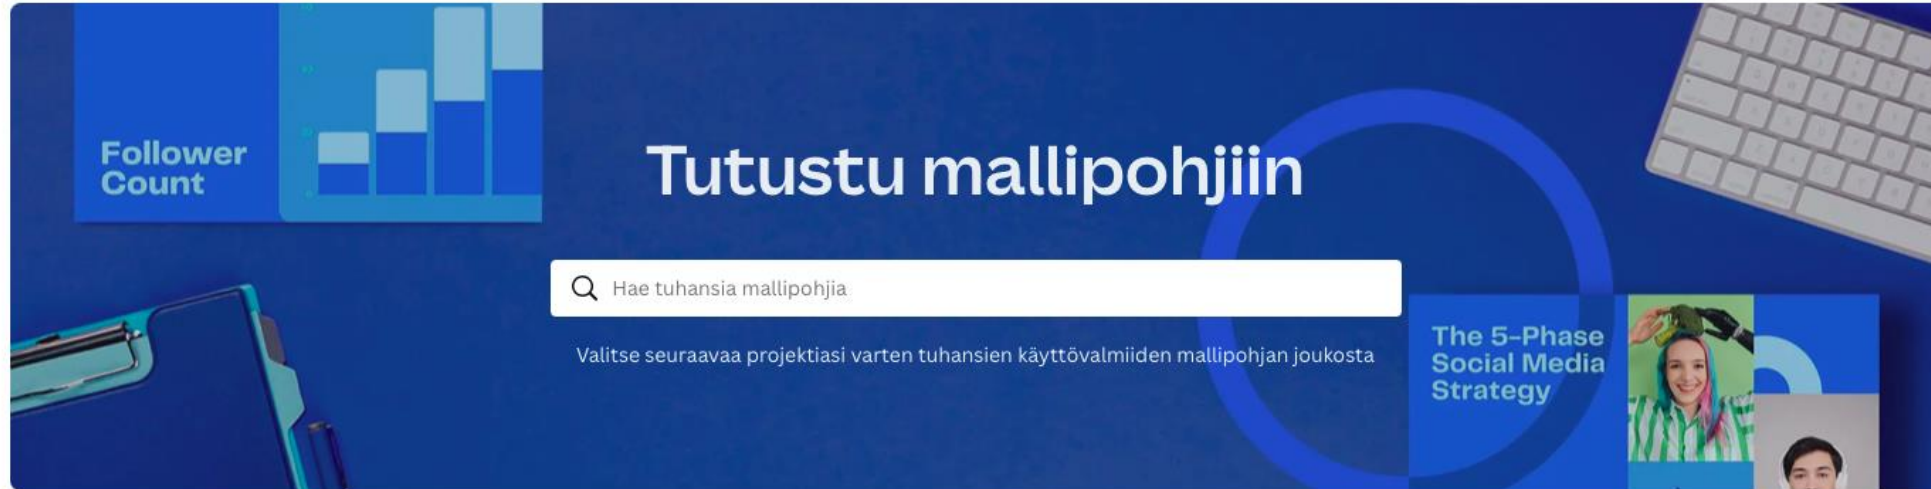 Follower
Count
Tutustu mallipohjiin
Hae tuhansia mallipohjia
Valitse seuraavaa projektiasi varten tuhansien käyttövalmiiden mallipohjan joukosta
The 5-Phase
Social Media
Strategy